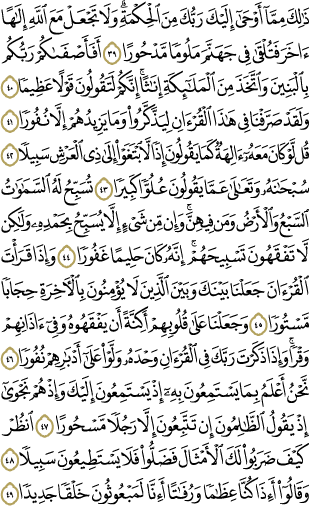 ذَٰلِكَ مِمَّآ أَوْحَىٰٓ إِلَيْكَ رَبُّكَ مِنَ ٱلْحِكْمَةِ ۗ وَلَا تَجْعَلْ مَعَ ٱللَّهِ إِلَٰهًا
ءَاخَرَ فَتُلْقَىٰ فِى جَهَنَّمَ مَلُومًا مَّدْحُورًا ٣٩ أَفَأَصْفَىٰكُمْ رَبُّكُم
بِٱلْبَنِينَ وَٱتَّخَذَ مِنَ ٱلْمَلَٰٓئِكَةِ إِنَٰثًا ۚ إِنَّكُمْ لَتَقُولُونَ قَوْلًا عَظِيمًا ٤٠
وَلَقَدْ صَرَّفْنَا فِى هَٰذَا ٱلْقُرْءَانِ لِيَذَّكَّرُوا۟ وَمَا يَزِيدُهُمْ إِلَّا نُفُورًا ٤١
قُل لَّوْ كَانَ مَعَهُۥٓ ءَالِهَةٌ كَمَا يَقُولُونَ إِذًا لَّٱبْتَغَوْا۟ إِلَىٰ ذِى ٱلْعَرْشِ سَبِيلًا ٤٢
سُبْحَٰنَهُۥ وَتَعَٰلَىٰ عَمَّا يَقُولُونَ عُلُوًّا كَبِيرًا ٤٣ تُسَبِّحُ لَهُ ٱلسَّمَٰوَٰتُ
ٱلسَّبْعُ وَٱلْأَرْضُ وَمَن فِيهِنَّ ۚ وَإِن مِّن شَىْءٍ إِلَّا يُسَبِّحُ بِحَمْدِهِۦ وَلَٰكِن
لَّا تَفْقَهُونَ تَسْبِيحَهُمْ ۗ إِنَّهُۥ كَانَ حَلِيمًا غَفُورًا ٤٤ وَإِذَا قَرَأْتَ
ٱلْقُرْءَانَ جَعَلْنَا بَيْنَكَ وَبَيْنَ ٱلَّذِينَ لَا يُؤْمِنُونَ بِٱلْءَاخِرَةِ حِجَابًا
مَّسْتُورًا ٤٥ وَجَعَلْنَا عَلَىٰ قُلُوبِهِمْ أَكِنَّةً أَن يَفْقَهُوهُ وَفِىٓ ءَاذَانِهِمْ
وَقْرًا ۚ وَإِذَا ذَكَرْتَ رَبَّكَ فِى ٱلْقُرْءَانِ وَحْدَهُۥ وَلَّوْا۟ عَلَىٰٓ أَدْبَٰرِهِمْ نُفُورًا ٤٦
نَّحْنُ أَعْلَمُ بِمَا يَسْتَمِعُونَ بِهِۦٓ إِذْ يَسْتَمِعُونَ إِلَيْكَ وَإِذْ هُمْ نَجْوَىٰٓ
إِذْ يَقُولُ ٱلظَّٰلِمُونَ إِن تَتَّبِعُونَ إِلَّا رَجُلًا مَّسْحُورًا ٤٧ ٱنظُرْ
كَيْفَ ضَرَبُوا۟ لَكَ ٱلْأَمْثَالَ فَضَلُّوا۟ فَلَا يَسْتَطِيعُونَ سَبِيلًا ٤٨
وَقَالُوٓا۟ أَءِذَا كُنَّا عِظَٰمًا وَرُفَٰتًا أَءِنَّا لَمَبْعُوثُونَ خَلْقًا جَدِيدًا ٤٩